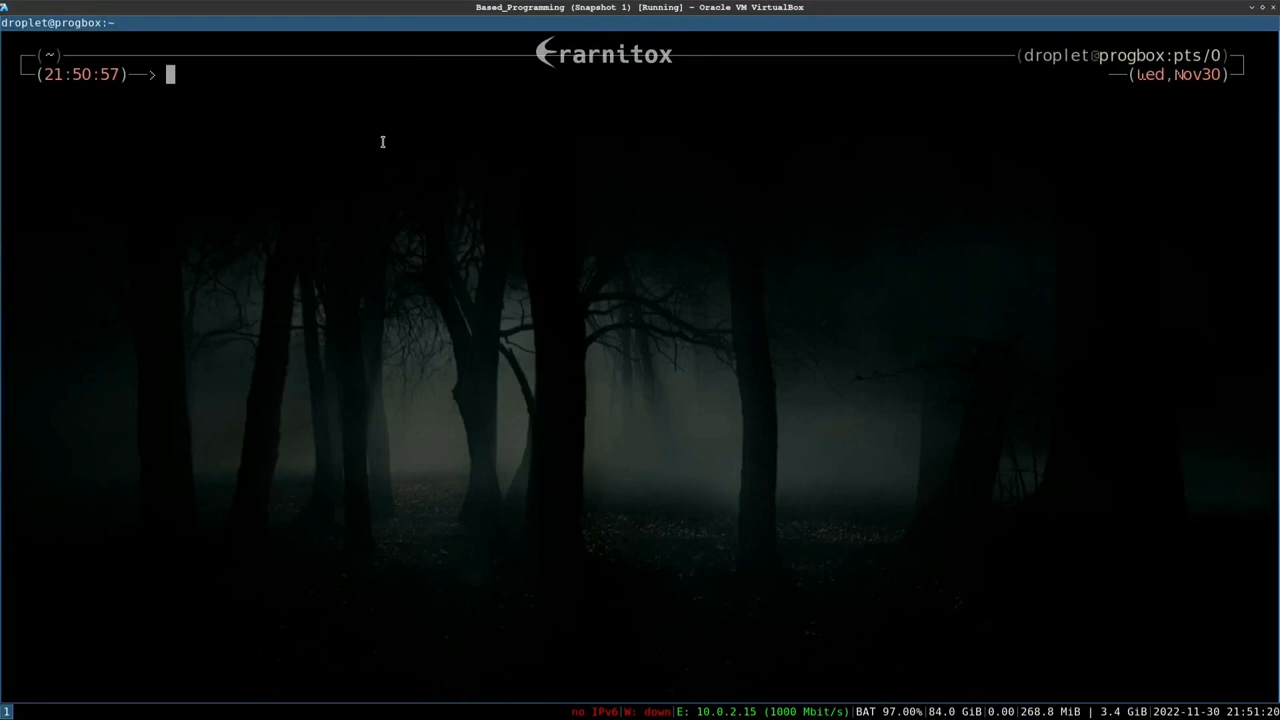 Based_Programming (Snapshot 1) [Running] - Oracle VM VirtualBox
droplet@progbox:~
(~) rarnitox (droplet@progbox:pts/0)
(21:50:57)—> (Wed,Nov30)
1 no IPv6|W: down|E: 10.0.2.15 (1000 Mbit/s)|BAT 97.00%|84.0 GiB|0.00|268.8 MiB | 3.4 GiB|2022-11-30 21:51:20